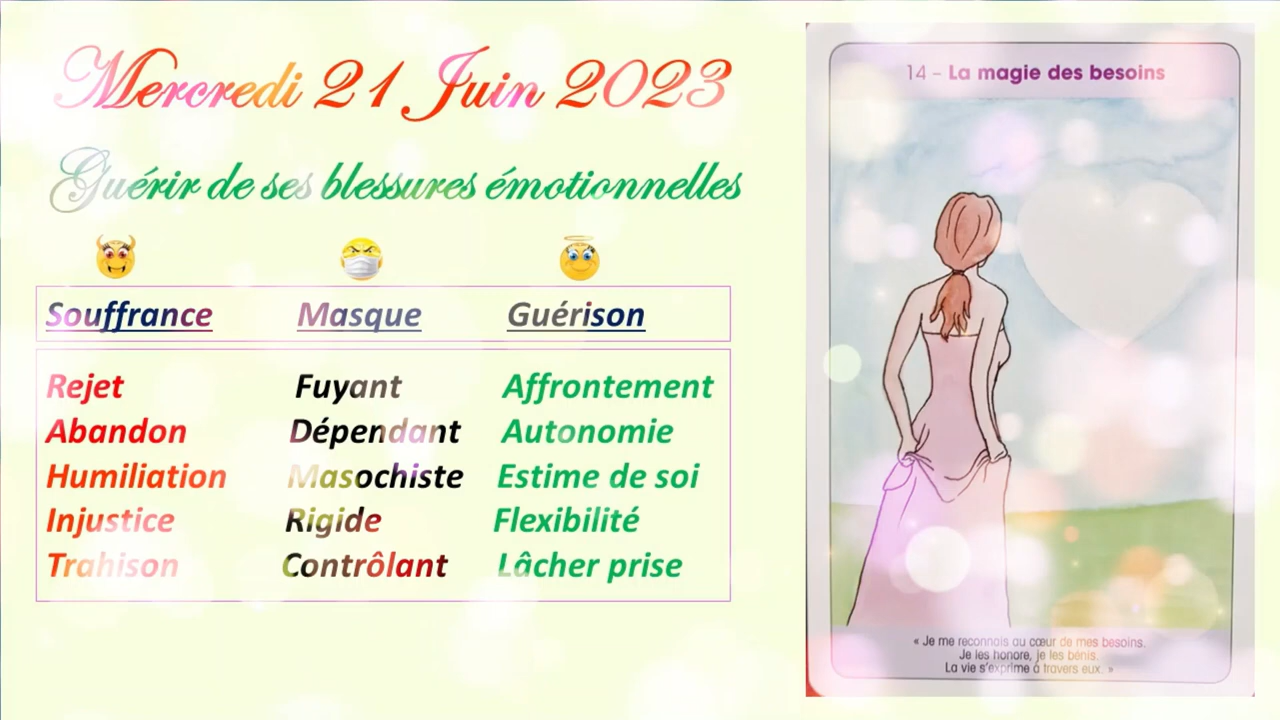 Mercredi 21 Juin 2023
Guérir de ses blessures émotionnelles
Souffrance Masque Guérison
Rejet Fuyant Affrontement
Abandon Dépendant Autonomie
Humiliation Masochiste Estime de soi
Injustice Rigide Flexibilité
Trahison Contrôlant Lâcher prise
14 – La magie des besoins
« Je me reconnais au cœur de mes besoins.
Je les honore, je les bénis.
La vie s'exprime à travers eux. »